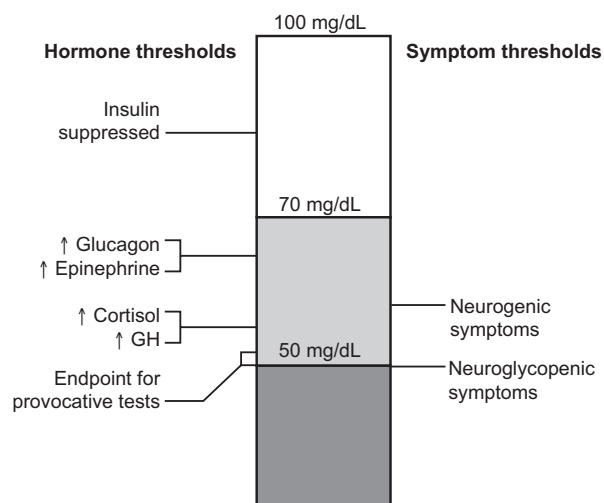 100 mg/dL
Hormone thresholds
Symptom thresholds
Insulin
suppressed
70 mg/dL
↑ Glucagon
↑ Epinephrine
↑ Cortisol
↑ GH
Neurogenic
symptoms
50 mg/dL
Endpoint for
provocative tests
Neuroglycopenic
symptoms